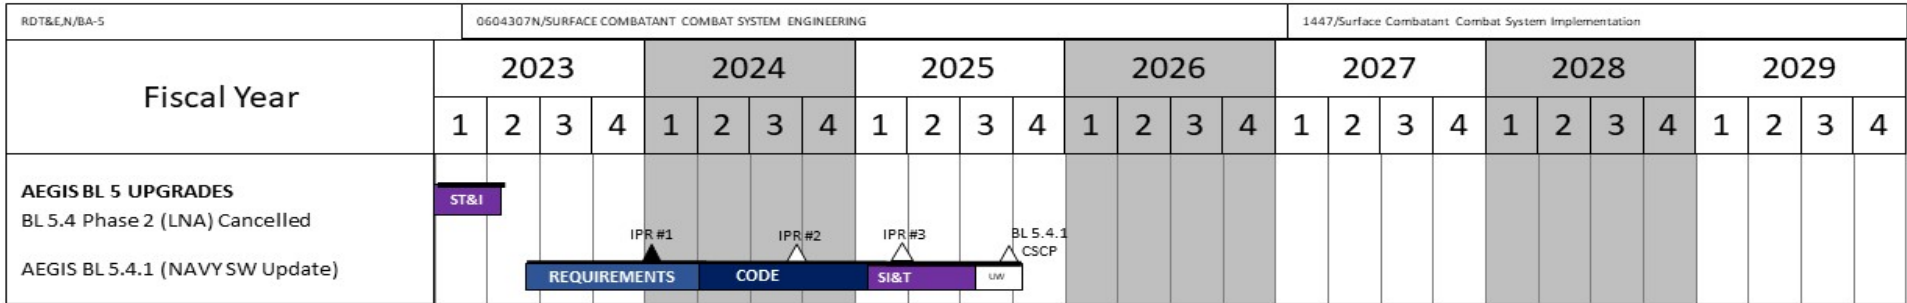 RDT&E,N/BA-5 0604307N/SURFACE COMBATANT COMBAT SYSTEM ENGINEERING 1447/Surface Combatant Combat System Implementation
Fiscal Year
2023 2024 2025 2026 2027 2028 2029
1 2 3 4 1 2 3 4 1 2 3 4 1 2 3 4 1 2 3 4 1 2 3 4 1 2 3 4
AEGIS BL 5 UPGRADES
ST&I
BL 5.4 Phase 2 (LNA) Cancelled
IPR #1 IPR #2 IPR #3 BL 5.4.1
CSCP
AEGIS BL 5.4.1 (NAVY SW Update)
REQUIREMENTS CODE SI&T UW